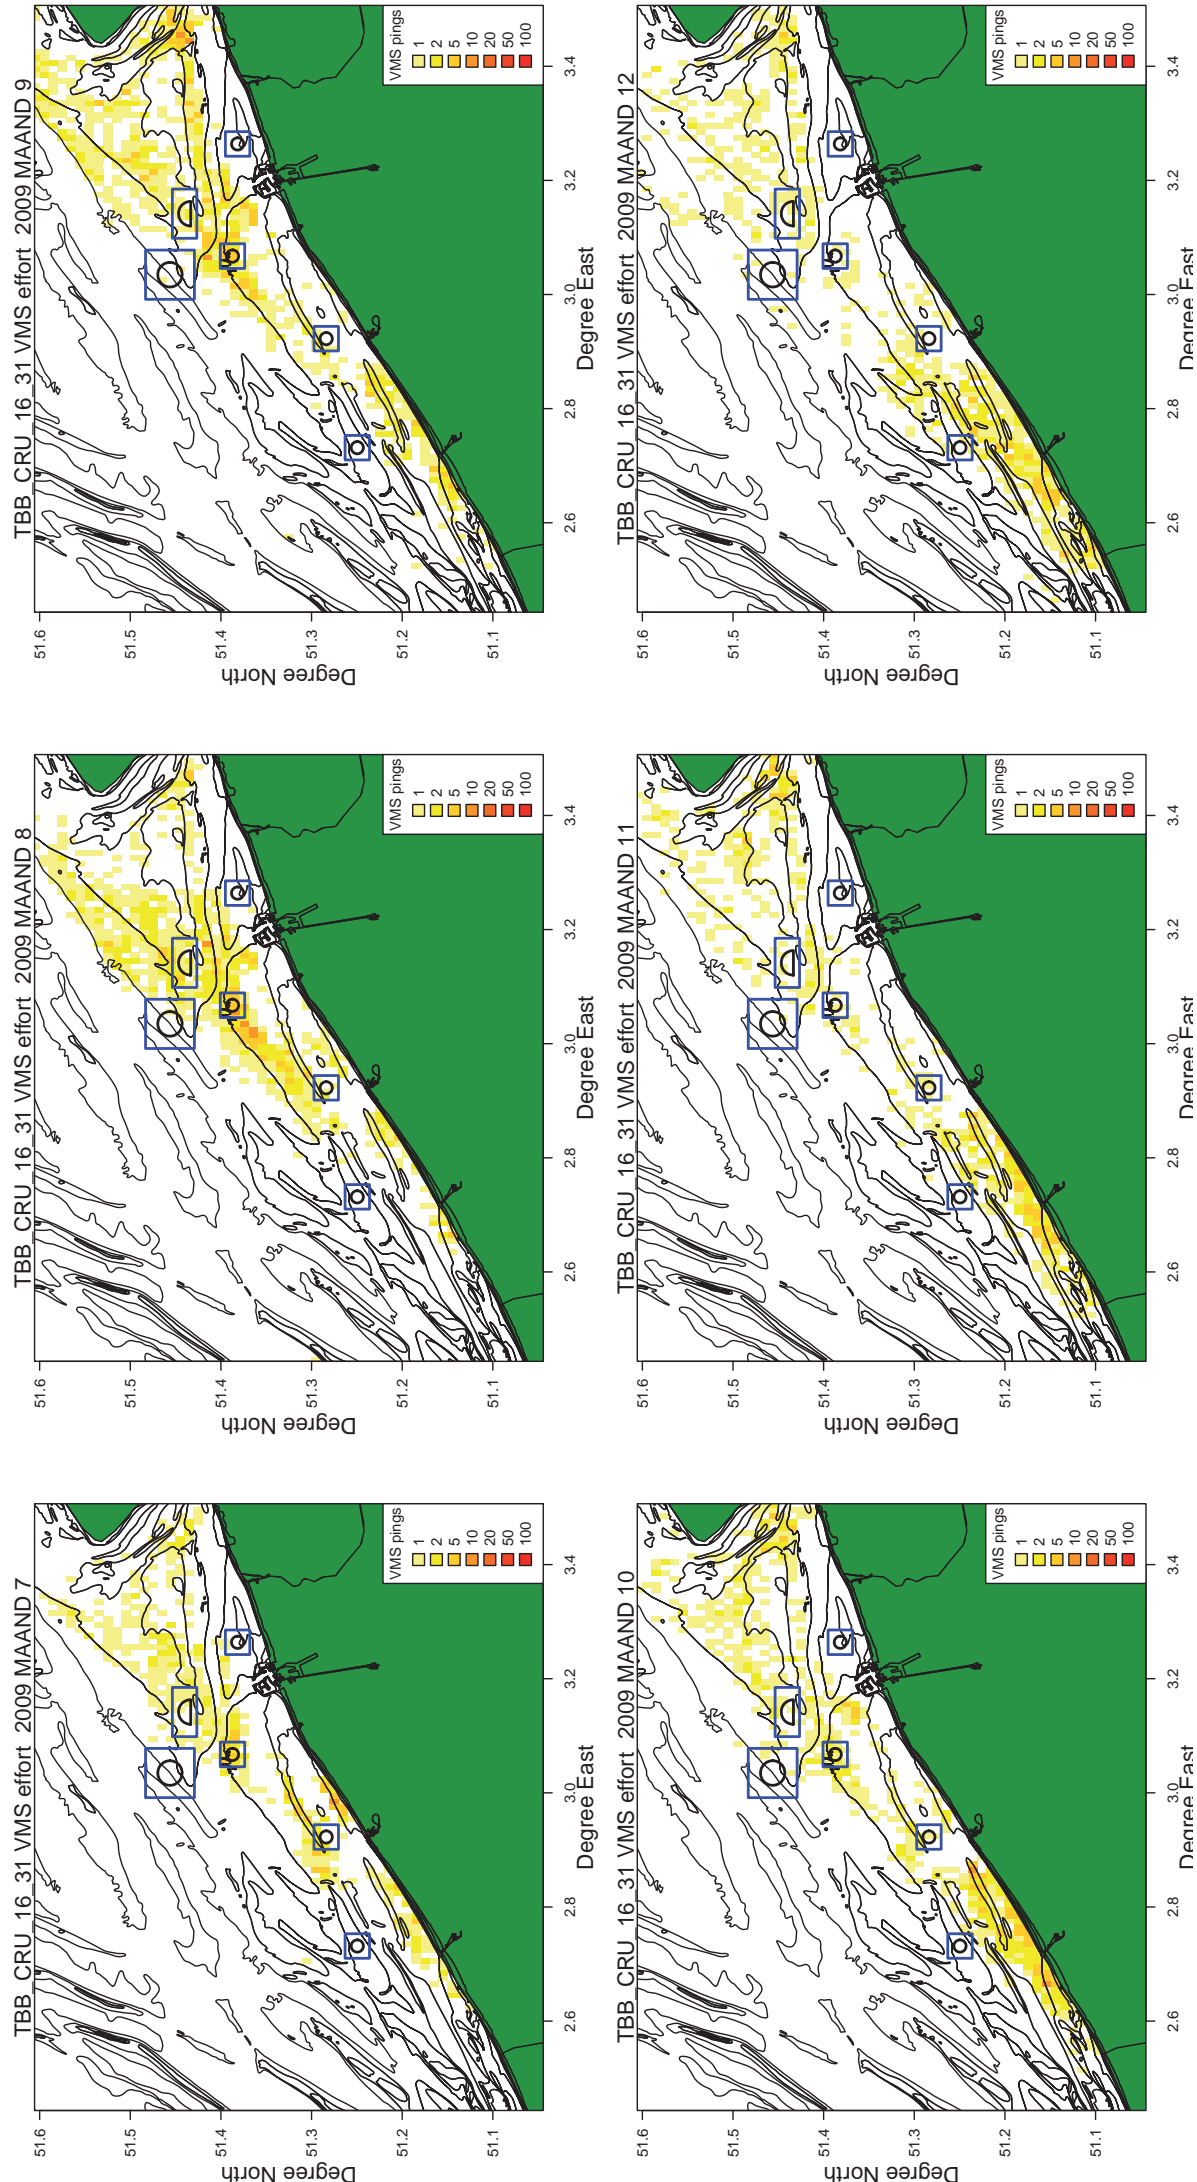 TBB_CRU_16_31 VMS effort 2009 MAAND 9
51.6
51.5
51.4
51.3
51.2
51.1
Degree North
VMS pings
1
2
5
10
20
50
100
2.6 2.8 3.0 3.2 3.4
Degree East
TBB_CRU_16_31 VMS effort 2009 MAAND 12
51.6
51.5
51.4
51.3
51.2
51.1
Degree North
VMS pings
1
2
5
10
20
50
100
2.6 2.8 3.0 3.2 3.4
Degree East
TBB_CRU_16_31 VMS effort 2009 MAAND 8
51.6
51.5
51.4
51.3
51.2
51.1
Degree North
VMS pings
1
2
5
10
20
50
100
2.6 2.8 3.0 3.2 3.4
Degree East
TBB_CRU_16_31 VMS effort 2009 MAAND 11
51.6
51.5
51.4
51.3
51.2
51.1
Degree North
VMS pings
1
2
5
10
20
50
100
2.6 2.8 3.0 3.2 3.4
Degree East
TBB_CRU_16_31 VMS effort 2009 MAAND 7
51.6
51.5
51.4
51.3
51.2
51.1
Degree North
VMS pings
1
2
5
10
20
50
100
2.6 2.8 3.0 3.2 3.4
Degree East
TBB_CRU_16_31 VMS effort 2009 MAAND 10
51.6
51.5
51.4
51.3
51.2
51.1
Degree North
VMS pings
1
2
5
10
20
50
100
2.6 2.8 3.0 3.2 3.4
Degree East